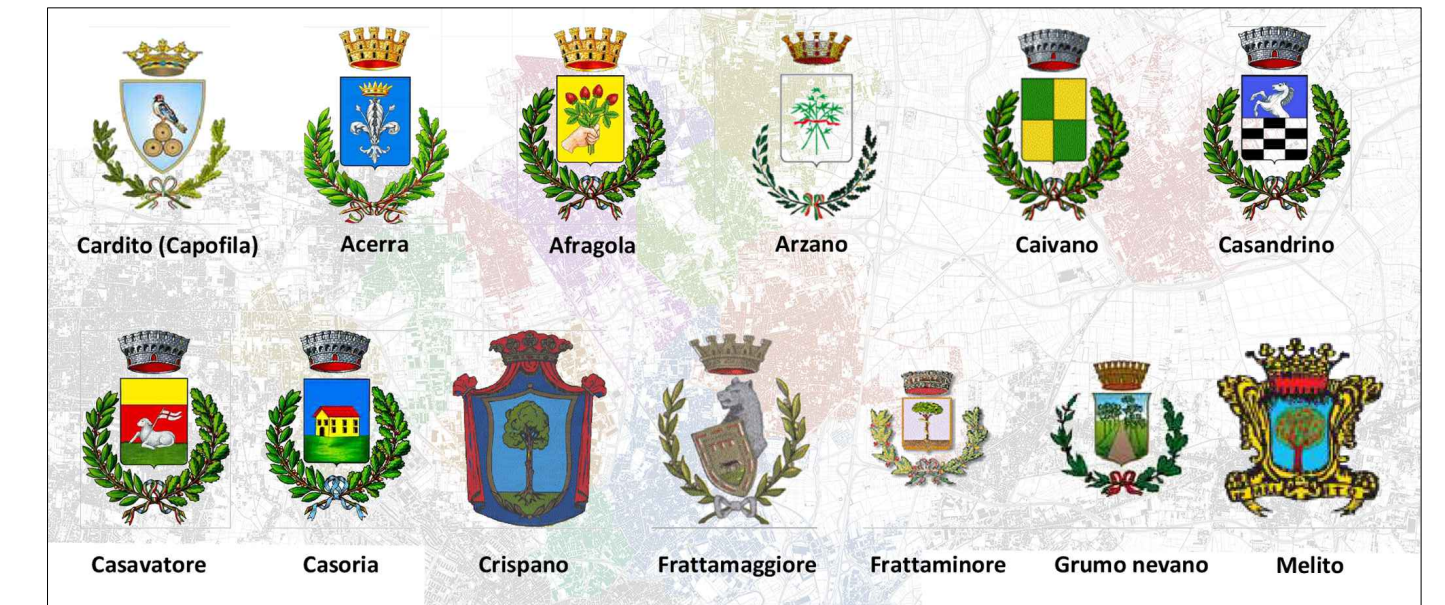 Cardito (Capofila) Acerra Afragola Arzano Caivano Casandrino
Casavatore Casoria Crispano Frattamaggiore Frattaminore Grumo nevano Melito